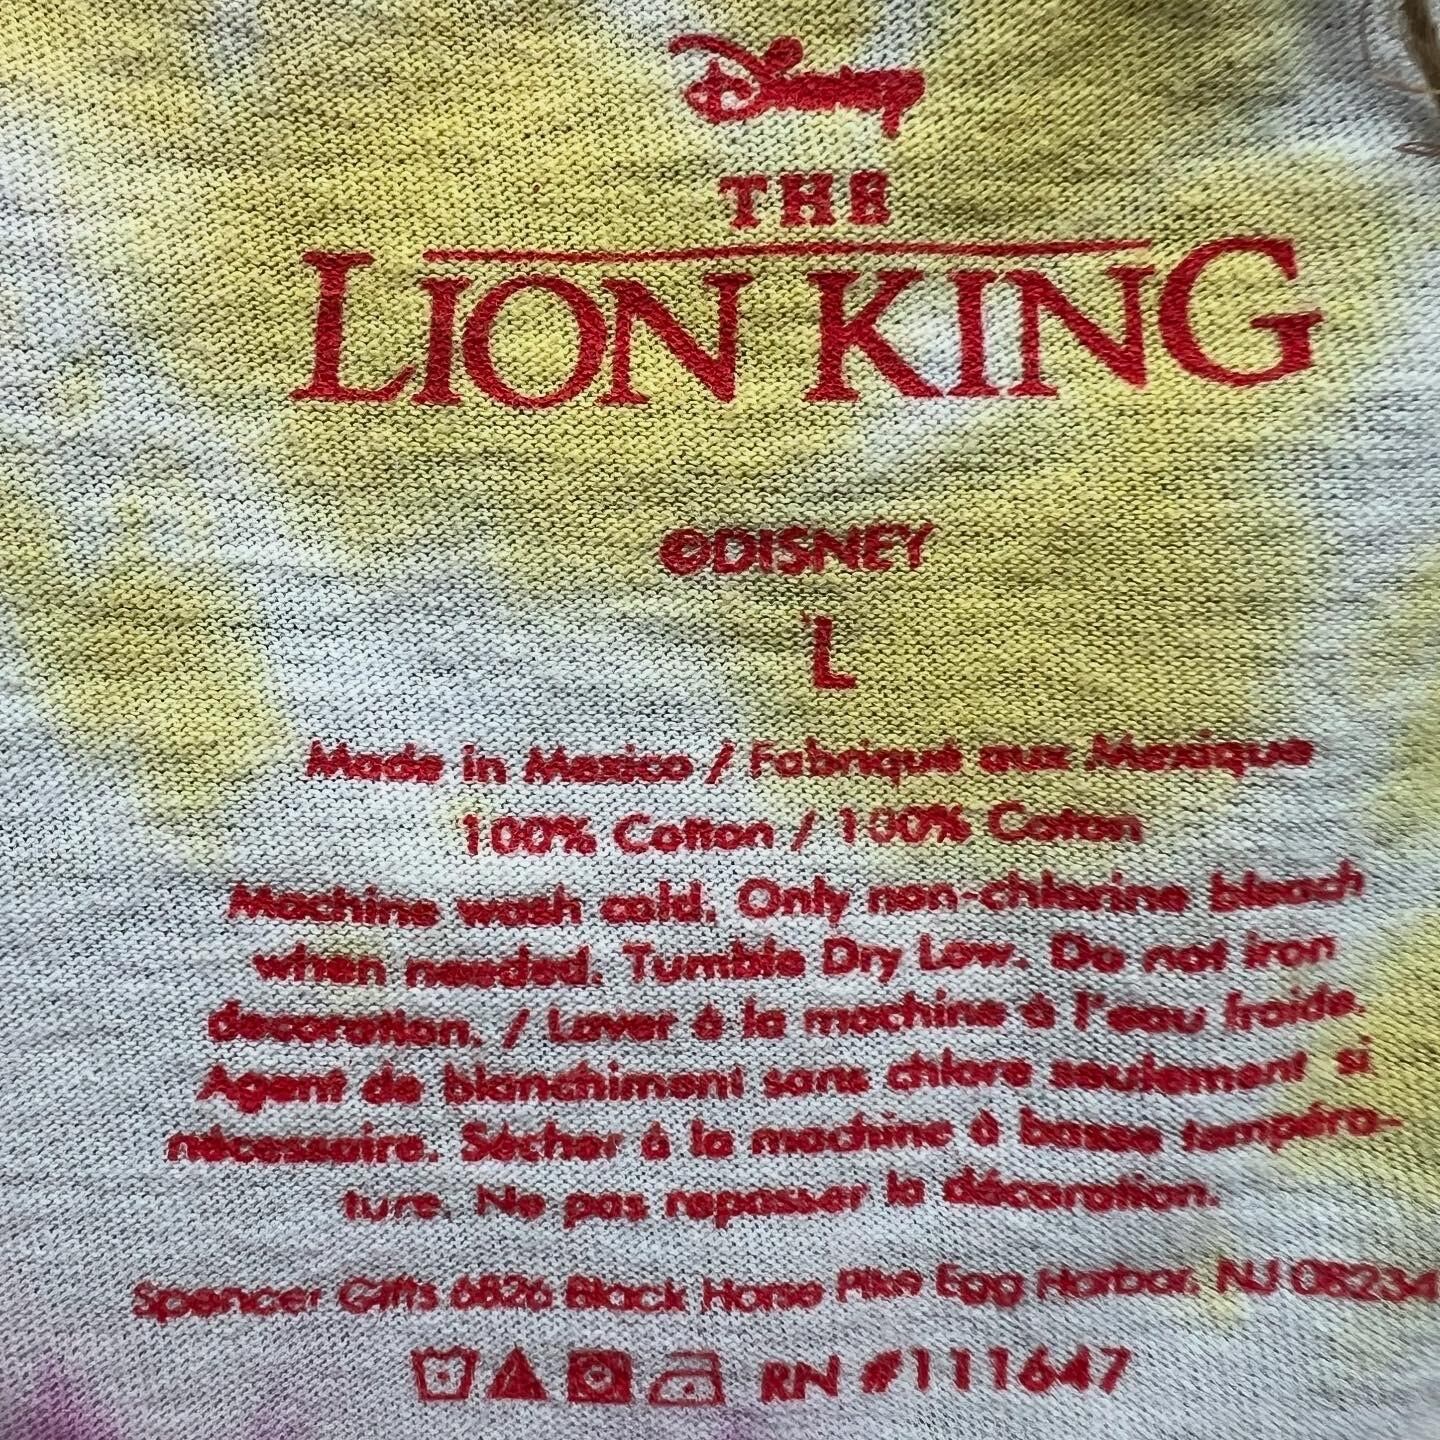 Disney
THE
LION KING
©DISNEY
L
Made in Mexico / Fabriqué aux Mexique
100% Cotton / 100% Coton
Machine wash cold. Only non-chlorine bleach
when needed. Tumble Dry Low. Do not iron
decoration. / Laver à la machine à l'eau froide.
Agent de blanchiment sans chlore seulement si
nécessaire. Sécher à la machine à basse tempéra-
ture. Ne pas repasser la décoration.
Spencer Gifts 6826 Black Horse Pike Egg Harbor, NJ 08234
RN #111647